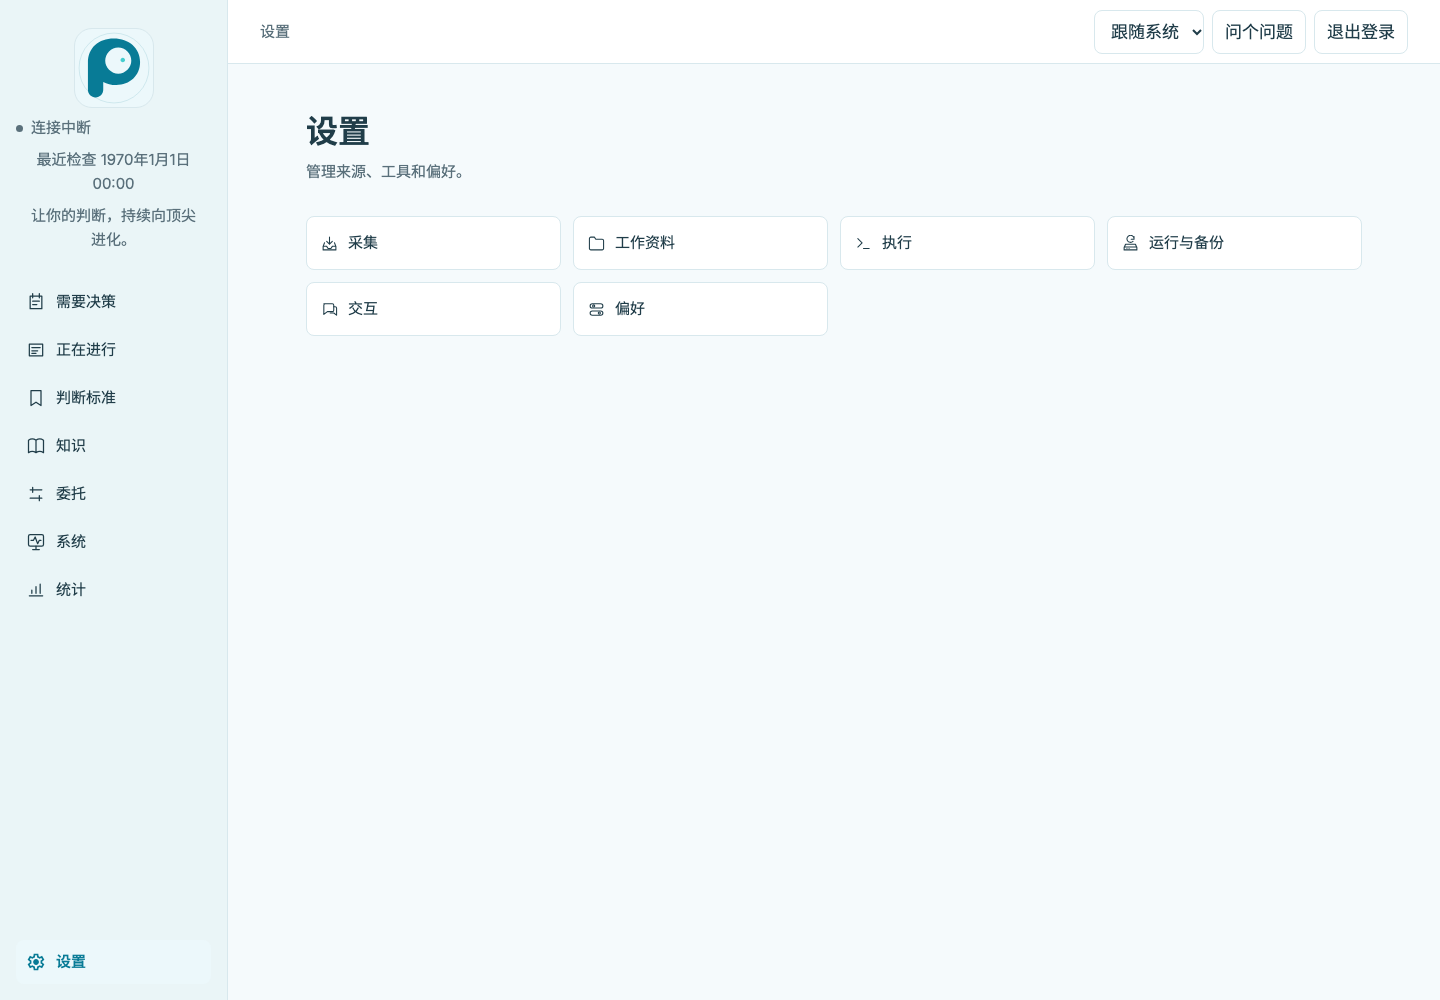 连接中断
最近检查 1970年1月1日
00:00
让你的判断，持续向顶尖
进化。
需要决策
正在进行
判断标准
知识
委托
系统
统计
设置
设置
跟随系统
问个问题
退出登录
设置
管理来源、工具和偏好。
采集
工作资料
执行
运行与备份
交互
偏好